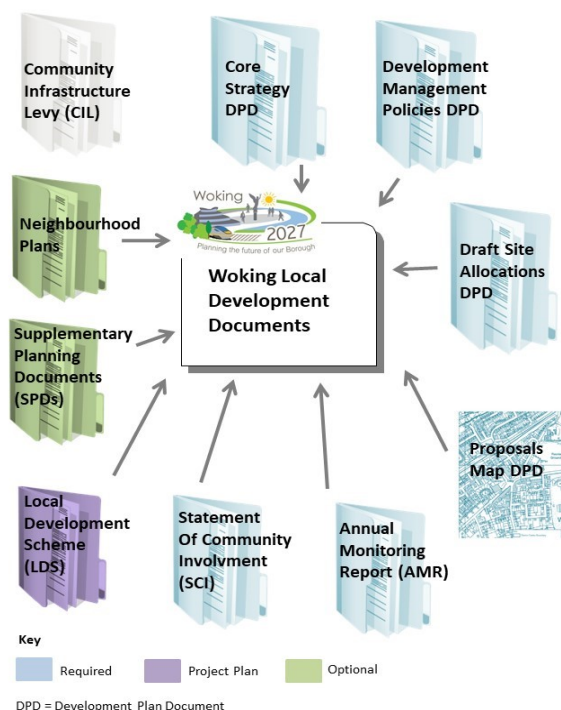 Community
Infrastructure
Levy (CIL)
Core
Strategy
DPD
Development
Management
Policies DPD
Neighbourhood
Plans
Woking
2027
Planning the future of our Borough
Woking Local
Development
Documents
Draft Site
Allocations
DPD
Supplementary
Planning
Documents
(SPDs)
Proposals
Map DPD
Local
Development
Scheme
(LDS)
Statement
Of Community
Involvment
(SCI)
Annual
Monitoring
Report (AMR)
Key
Required
Project Plan
Optional
DPD = Development Plan Document